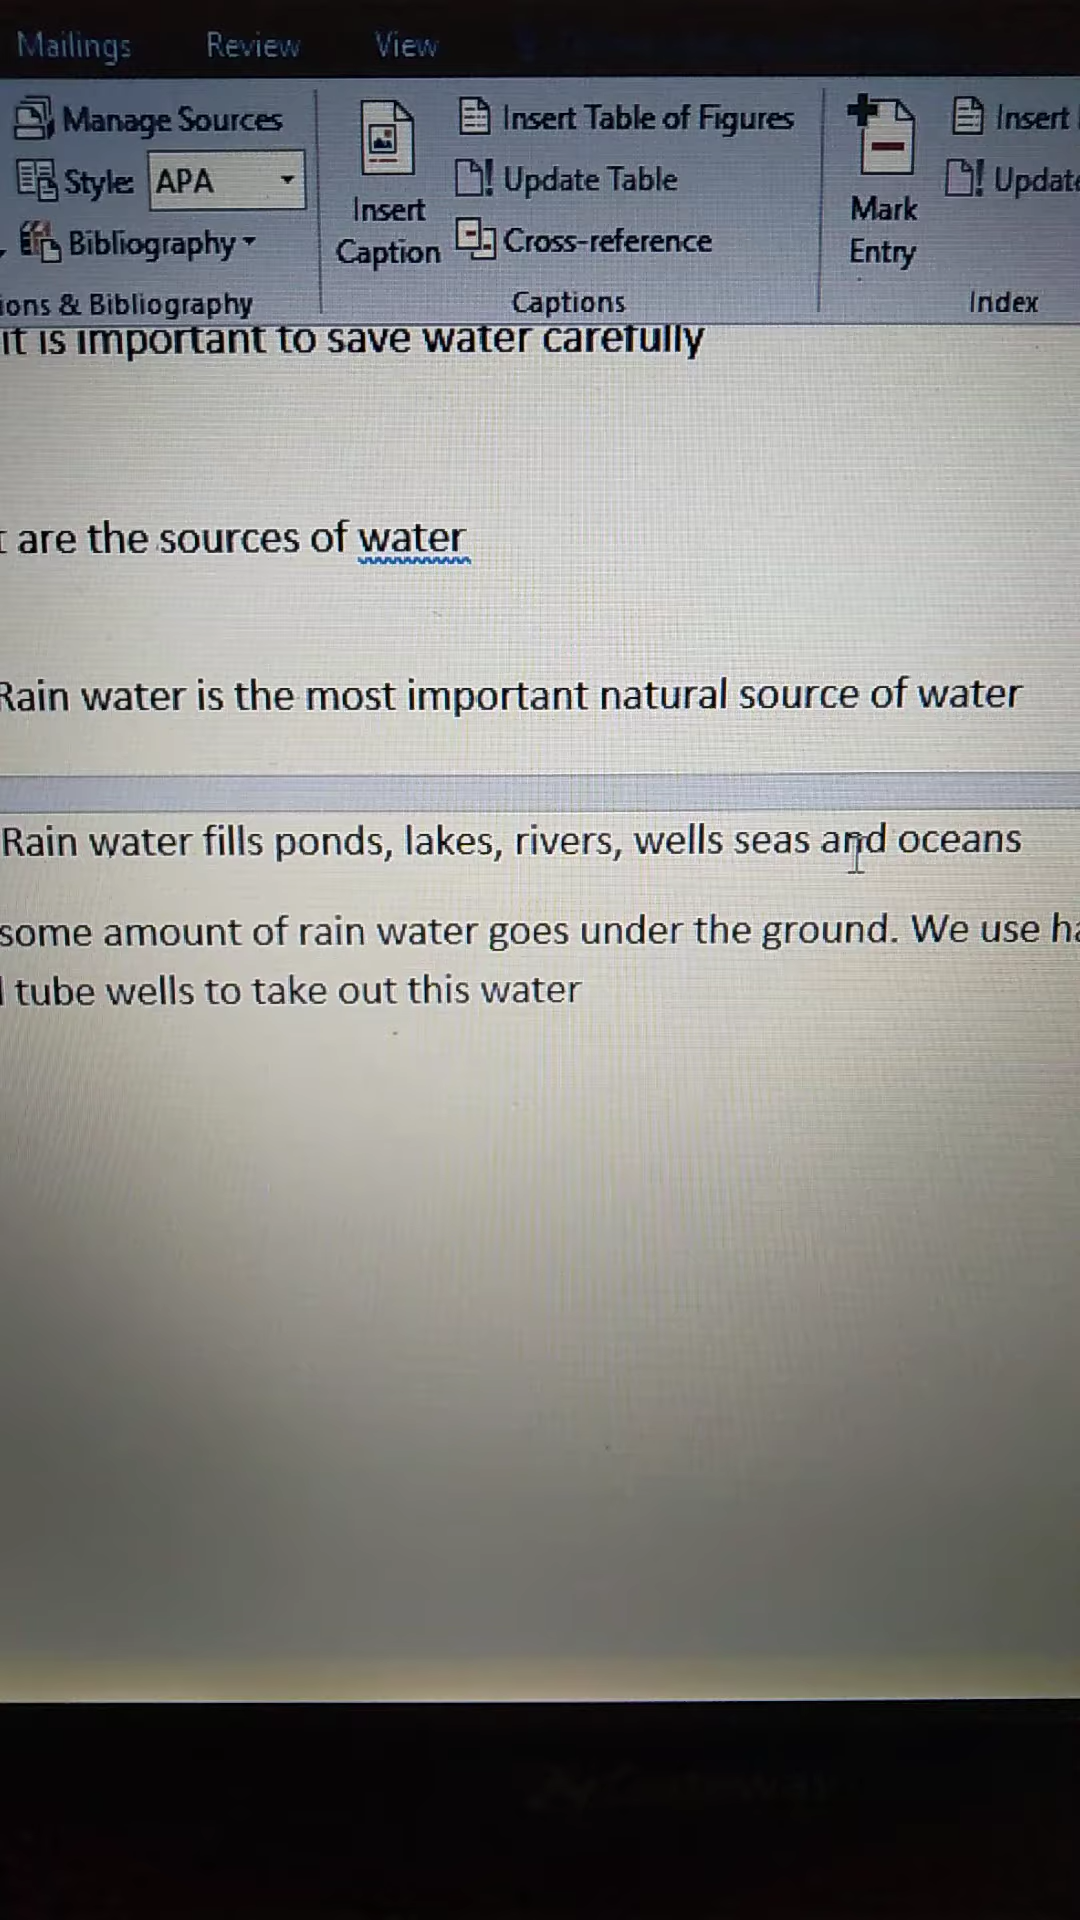 Mailings Review View
Manage Sources Insert Table of Figures Insert
Style: APA Update Table Update
Insert Caption Mark Entry
Bibliography Cross-reference
ions & Bibliography Captions Index
it is important to save water carefully
are the sources of water
Rain water is the most important natural source of water
Rain water fills ponds, lakes, rivers, wells seas and oceans
some amount of rain water goes under the ground. We use
tube wells to take out this water